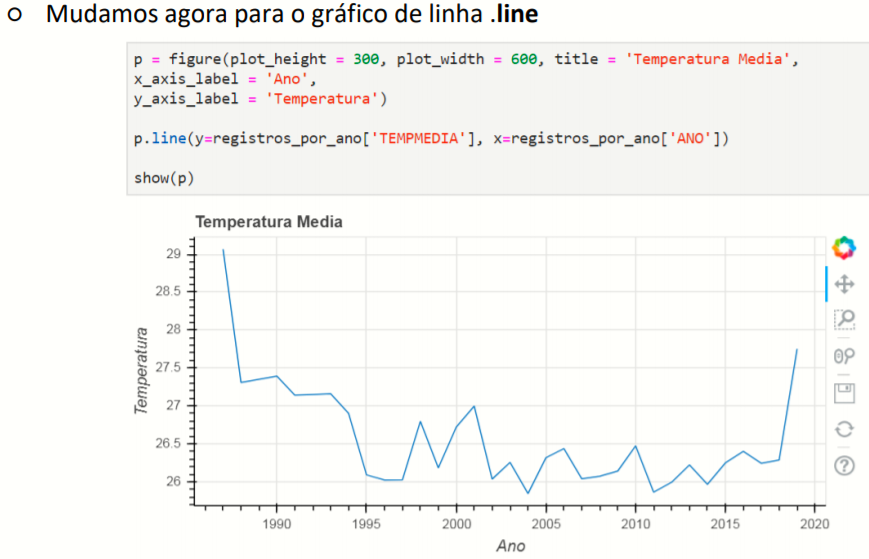 ○ Mudamos agora para o gráfico de linha .line
p = figure(plot_height = 300, plot_width = 600, title = 'Temperatura Media',
x_axis_label = 'Ano',
y_axis_label = 'Temperatura')
p.line(y=registros_por_ano['TEMPMEDIA'], x=registros_por_ano['ANO'])
show(p)
Temperatura Media
29
28.5
28
27.5
27
26.5
26
Temperatura
1990 1995 2000 2005 2010 2015 2020
Ano